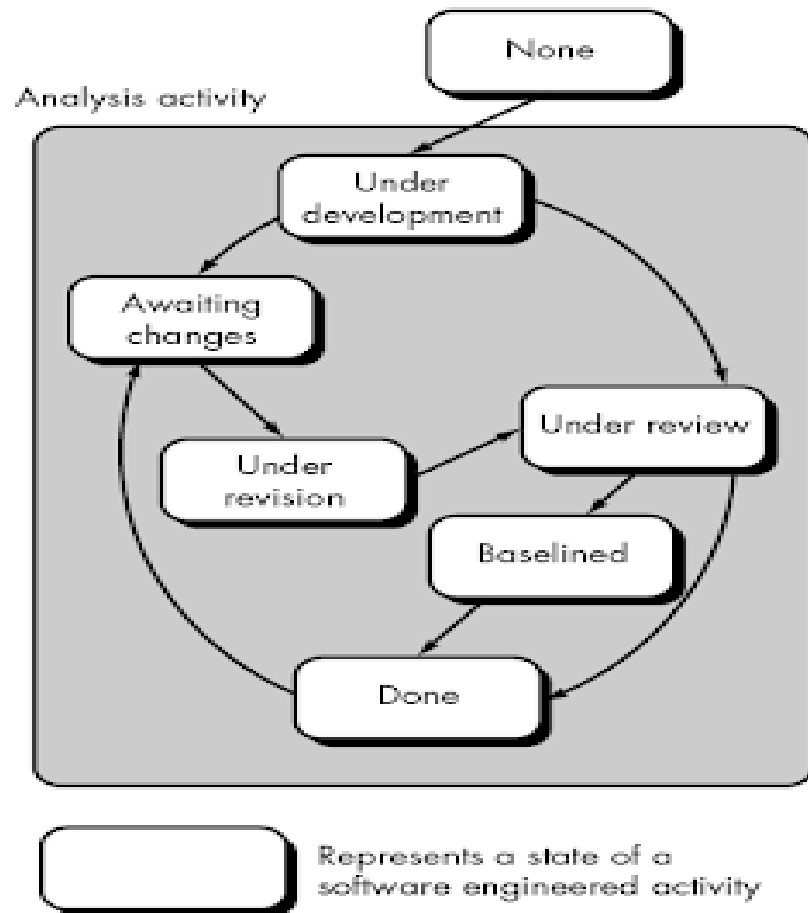 None
Analysis activity
Under
development
Awaiting
changes
Under review
Under
revision
Baselined
Done
Represents a state of a
software engineered activity